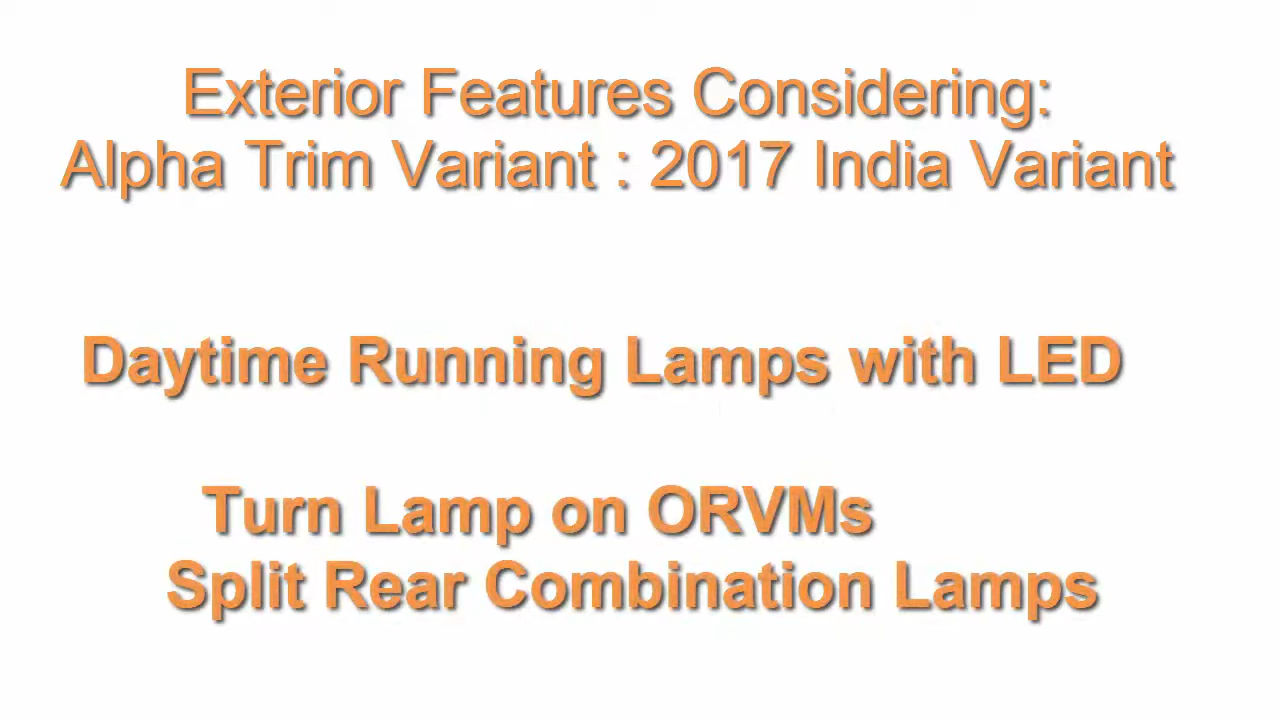 Exterior Features Considering:
Alpha Trim Variant : 2017 India Variant
Daytime Running Lamps with LED
Turn Lamp on ORVMs
Split Rear Combination Lamps